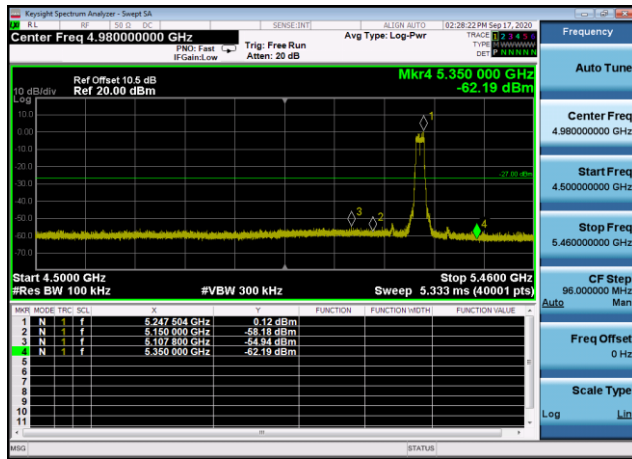 Keysight Spectrum Analyzer - Swept SA
RL RF 50 Ω DC SENSE:INT ALIGN AUTO 02:28:22 PM Sep 17, 2020
Center Freq 4.980000000 GHz
PNO: Fast
IFGain:Low
Trig: Free Run
Atten: 20 dB
Avg Type: Log-Pwr
TRACE 1 2 3 4 5 6
TYPE M W W W W W
DET P N N N N N
Mkr4 5.350 000 GHz
-62.19 dBm
Ref Offset 10.5 dB
Ref 20.00 dBm
10 dB/div
Log
10.0
0.00
-10.0
-20.0
-30.0
-40.0
-50.0
-60.0
-70.0
1
-27.00 dBm
3
2
4
Start 4.5000 GHz
#Res BW 100 kHz
#VBW 300 kHz
Stop 5.4600 GHz
Sweep 5.333 ms (40001 pts)
MKR MODE TRC SCL X Y FUNCTION FUNCTION WIDTH FUNCTION VALUE
1 N 1 f 5.247 504 GHz 0.12 dBm
2 N 1 f 5.150 000 GHz -58.18 dBm
3 N 1 f 5.107 800 GHz -54.94 dBm
4 N 1 f 5.350 000 GHz -62.19 dBm
5
6
7
8
9
10
11
MSG STATUS
Frequency
Auto Tune
Center Freq
4.980000000 GHz
Start Freq
4.500000000 GHz
Stop Freq
5.460000000 GHz
CF Step
96.000000 MHz
Auto Man
Freq Offset
0 Hz
Scale Type
Log Lin